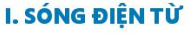 I. SÓNG ĐIỆN TỪ